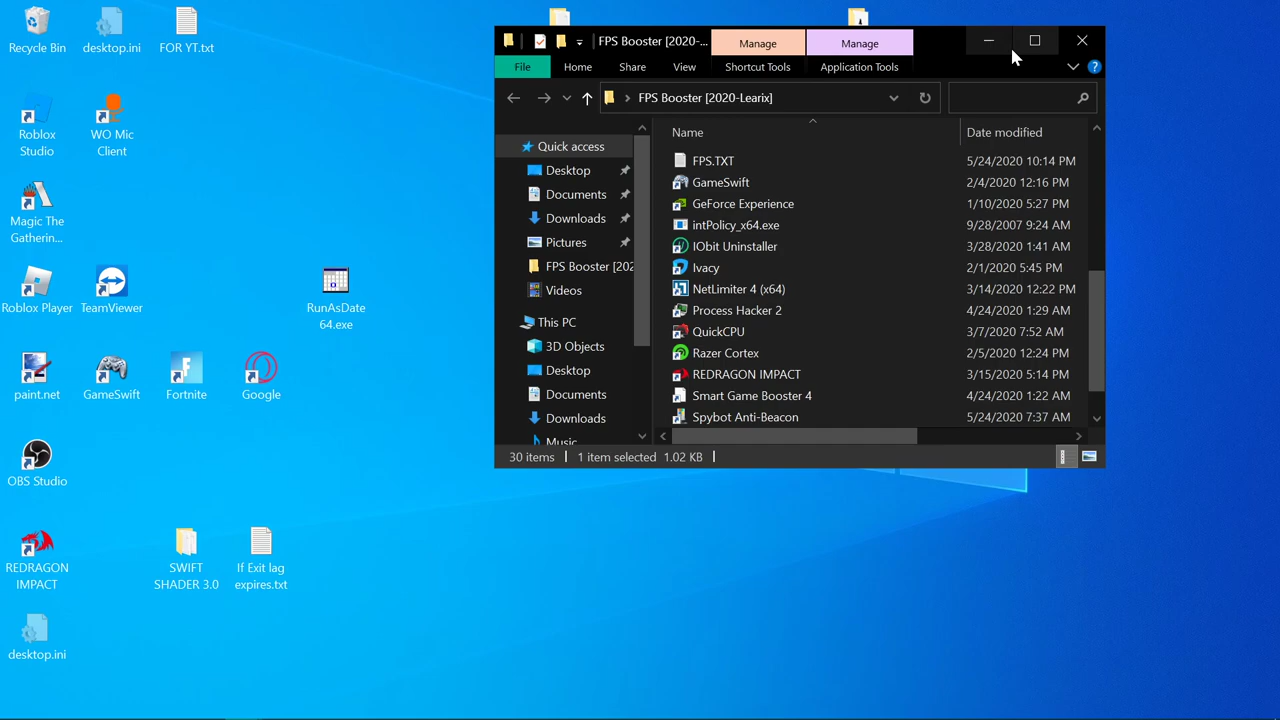 Recycle Bin
desktop.ini
FOR YT.txt
Roblox
Studio
WO Mic
Client
Magic The
Gatherin...
Roblox Player
TeamViewer
RunAsDate
64.exe
paint.net
GameSwift
Fortnite
Google
OBS Studio
REDRAGON
IMPACT
SWIFT
SHADER 3.0
If Exit lag
expires.txt
desktop.ini
FPS Booster [2020-...
Manage
Manage
File
Home
Share
View
Shortcut Tools
Application Tools
FPS Booster [2020-Learix]
Quick access
Desktop
Documents
Downloads
Pictures
FPS Booster [202
Videos
This PC
3D Objects
Desktop
Documents
Downloads
Music
Name
Date modified
FPS.TXT
5/24/2020 10:14 PM
GameSwift
2/4/2020 12:16 PM
GeForce Experience
1/10/2020 5:27 PM
intPolicy_x64.exe
9/28/2007 9:24 AM
IObit Uninstaller
3/28/2020 1:41 AM
Ivacy
2/1/2020 5:45 PM
NetLimiter 4 (x64)
3/14/2020 12:22 PM
Process Hacker 2
4/24/2020 1:29 AM
QuickCPU
3/7/2020 7:52 AM
Razer Cortex
2/5/2020 12:24 PM
REDRAGON IMPACT
3/15/2020 5:14 PM
Smart Game Booster 4
4/24/2020 1:22 AM
Spybot Anti-Beacon
5/24/2020 7:37 AM
30 items
1 item selected 1.02 KB